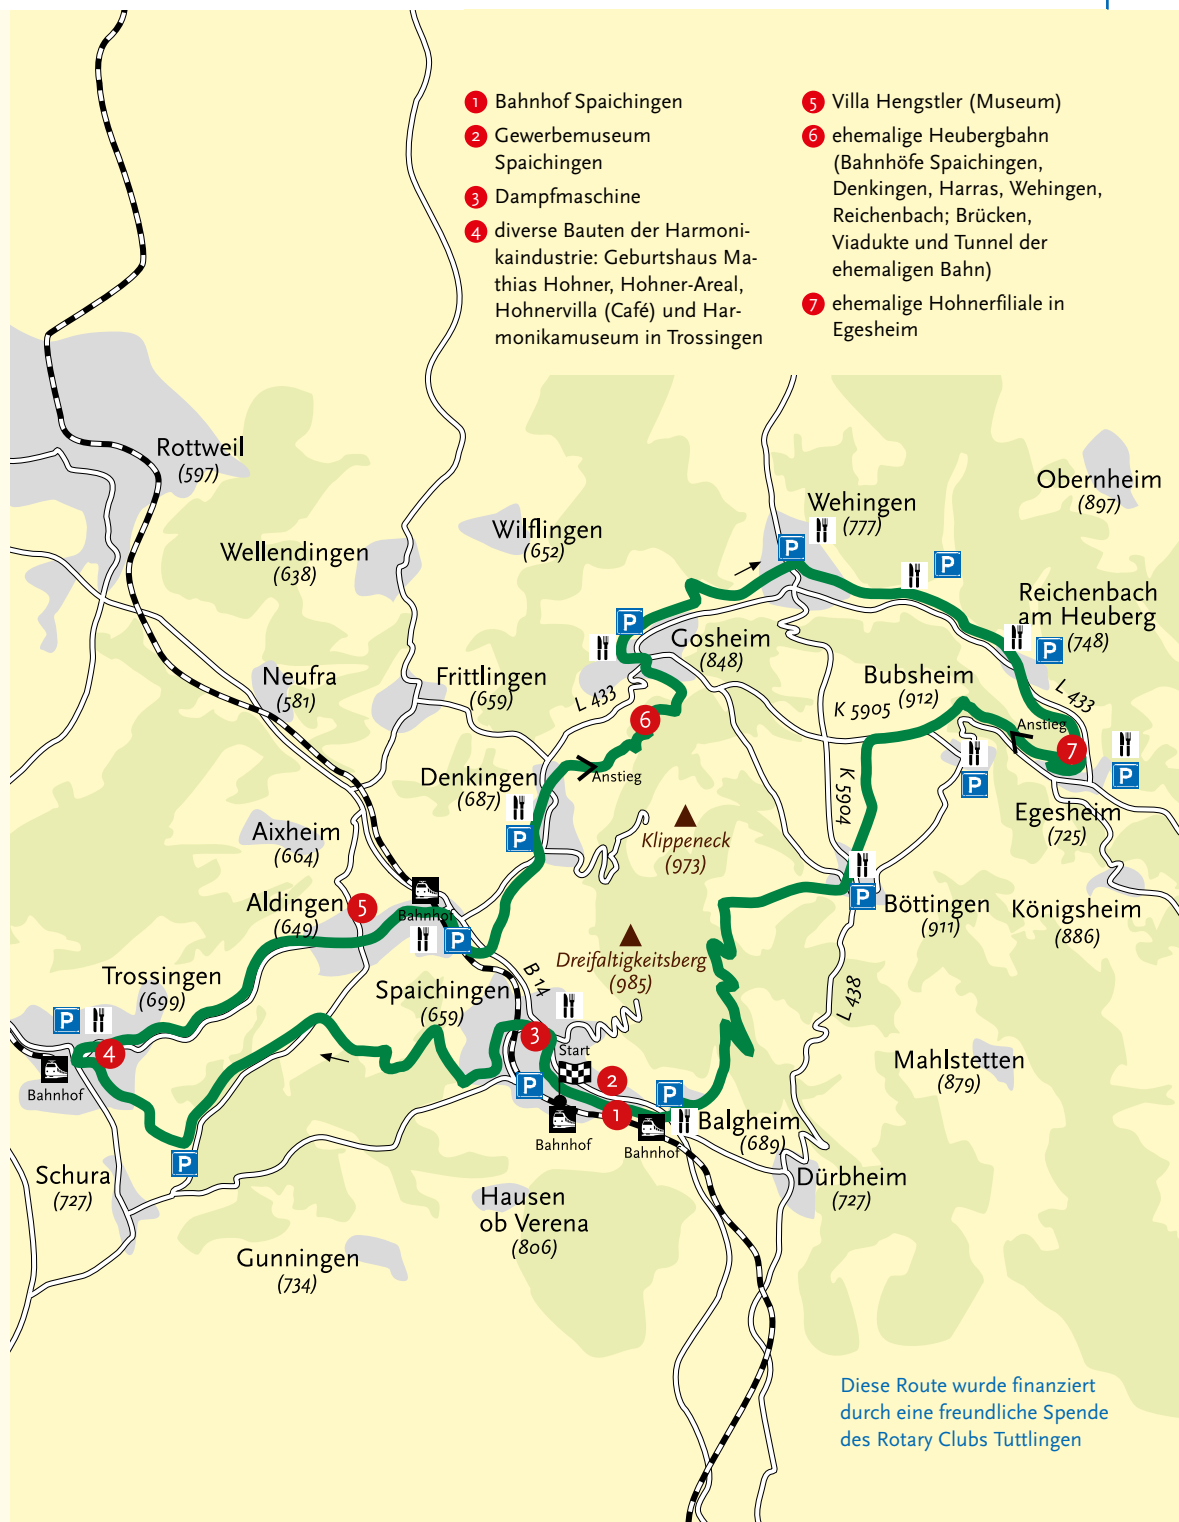 1 Bahnhof Spaichingen
2 Gewerbemuseum
Spaichingen
3 Dampfmaschine
4 diverse Bauten der Harmoni-
kaindustrie: Geburtshaus Ma-
thias Hohner, Hohner-Areal,
Hohnervilla (Café) und Har-
monikamuseum in Trossingen
5 Villa Hengstler (Museum)
6 ehemalige Heubergbahn
(Bahnhöfe Spaichingen,
Denkingen, Harras, Wehingen,
Reichenbach; Brücken,
Viadukte und Tunnel der
ehemaligen Bahn)
7 ehemalige Hohnerfiliale in
Egesheim
Rottweil
(597)
Obernheim
(897)
Wehingen
(777)
P
Wilflingen
(652)
Wellendingen
(638)
P
Reichenbach
am Heuberg
(748)
P
P
Gosheim
(848)
Neufra
(581)
Frittlingen
(659)
L 433
Bubsheim
(912)
K 5905
L 433
6
Anstieg
7
Denkingen
(687)
Anstieg
P
P
K 5904
Egesheim
(725)
Aixheim
(664)
P
Klippeneck
(973)
Aldingen
(649)
5
Bahnhof
P
P
Böttingen
(911)
Königsheim
(886)
Dreifaltigkeitsberg
(985)
B 14
Trossingen
(699)
Spaichingen
(659)
L 438
P
4
3
Start
Bahnhof
Mahlstetten
(879)
P
2
P
1
Bahnhof
Bahnhof
Balgheim
(689)
P
Schura
(727)
Dürbheim
(727)
Hausen
ob Verena
(806)
Gunningen
(734)
Diese Route wurde finanziert
durch eine freundliche Spende
des Rotary Clubs Tuttlingen